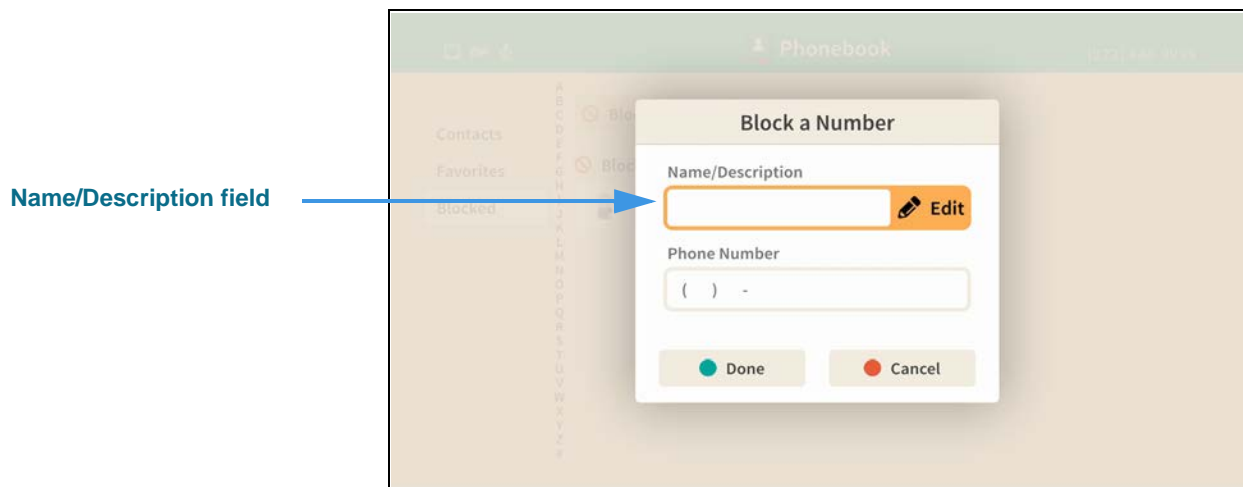 Phonebook
Contacts
Favorites
Blocked
A
B
C
D
E
F
G
H
I
J
K
L
M
N
O
P
Q
R
S
T
U
V
W
X
Y
Z
#
Block a Number
Name/Description
Edit
Phone Number
( ) -
Done
Cancel
Name/Description field